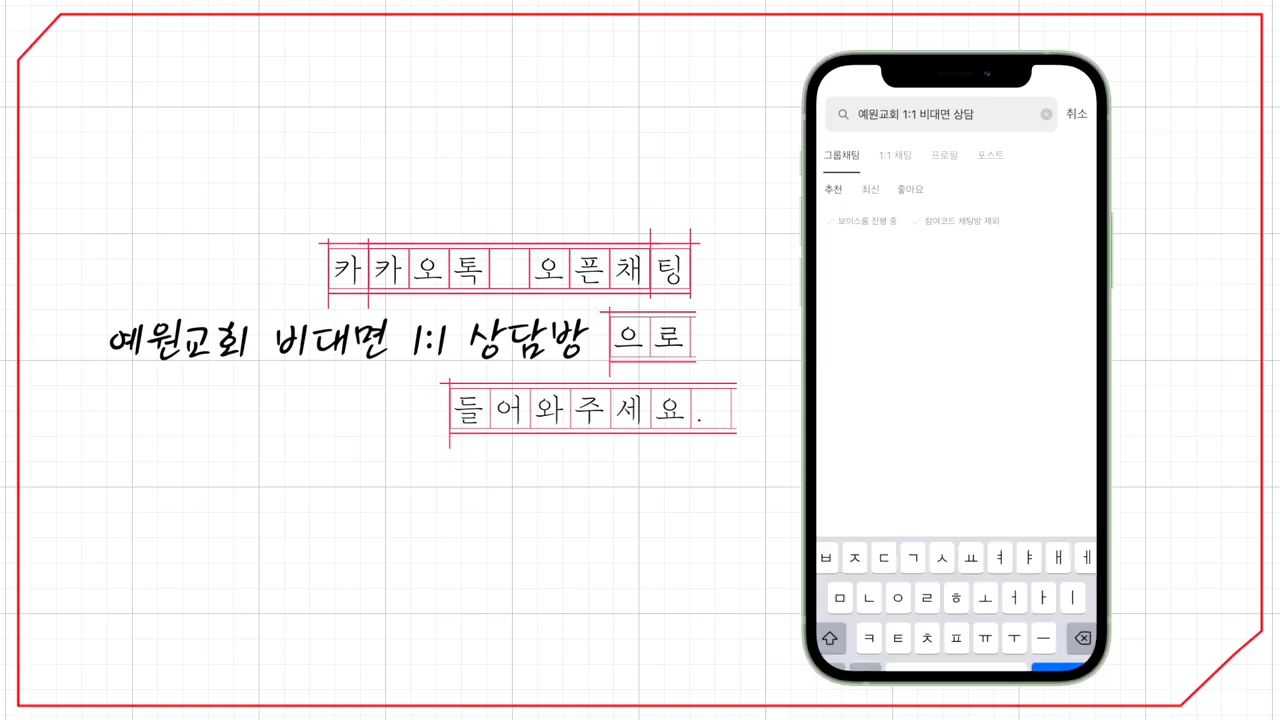 카카오톡 오픈채팅
예원교회 비대면 1:1 상담방 으로
들어와주세요.
예원교회 1:1 비대면 상담
취소
그룹채팅 1:1 채팅 프로필 포스트
추천 최신 좋아요
보이스룸 진행 중 참여코드 채팅방 제외
ㅂ ㅈ ㄷ ㄱ ㅅ ㅛ ㅕ ㅑ ㅐ ㅔ
ㅁ ㄴ ㅇ ㄹ ㅎ ㅗ ㅓ ㅏ ㅣ
ㅋ ㅌ ㅊ ㅍ ㅠ ㅜ ㅡ